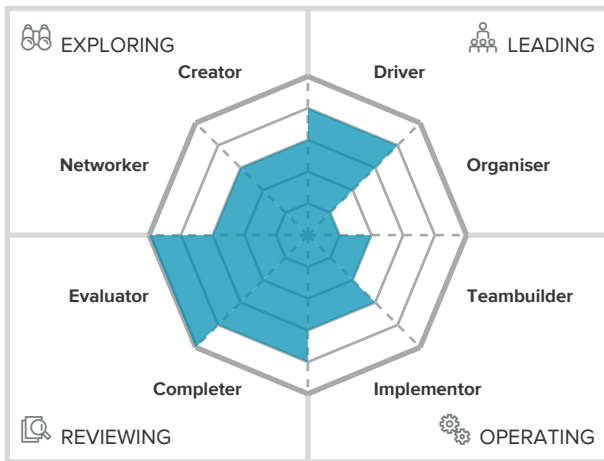 EXPLORING
LEADING
Creator
Driver
Networker
Organiser
Evaluator
Teambuilder
Completer
Implementor
REVIEWING
OPERATING